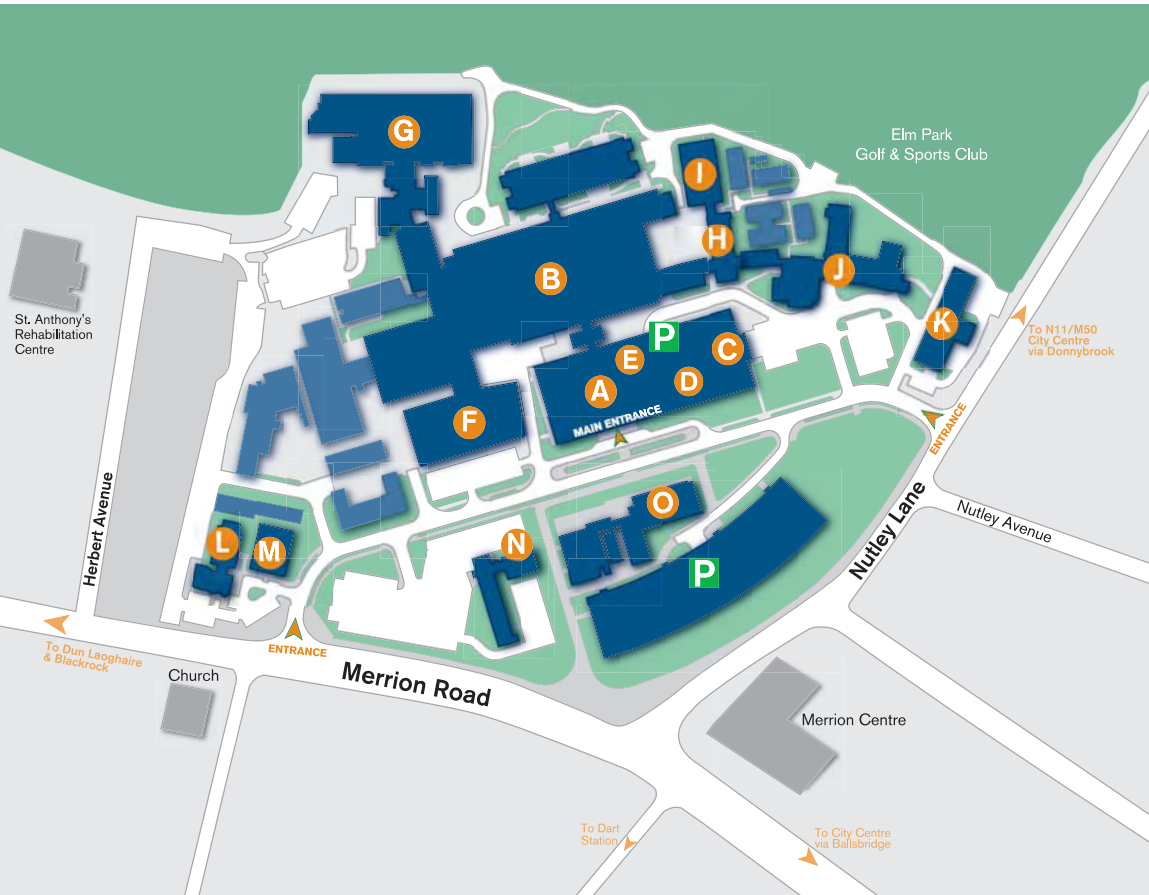 G
Elm Park
Golf & Sports Club
I
H
B
J
St. Anthony's
Rehabilitation
Centre
K
To N11/M50
City Centre
via Donnybrook
P
E
C
A
D
MAIN ENTRANCE
F
ENTRANCE
Herbert Avenue
O
Nutley Lane
Nutley Avenue
L
M
N
P
To Dun Laoghaire
& Blackrock
ENTRANCE
Church
Merrion Road
Merrion Centre
To Dart
Station
To City Centre
via Ballsbridge